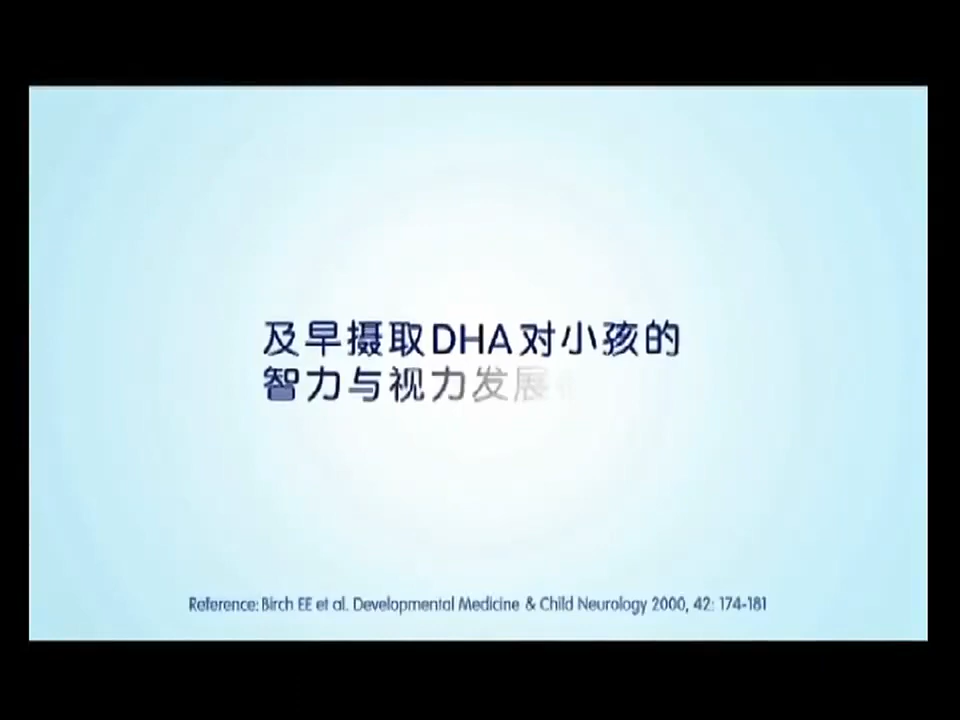 及早摄取DHA对小孩的
智力与视力发展
Reference: Birch EE et al. Developmental Medicine & Child Neurology 2000, 42: 174-181